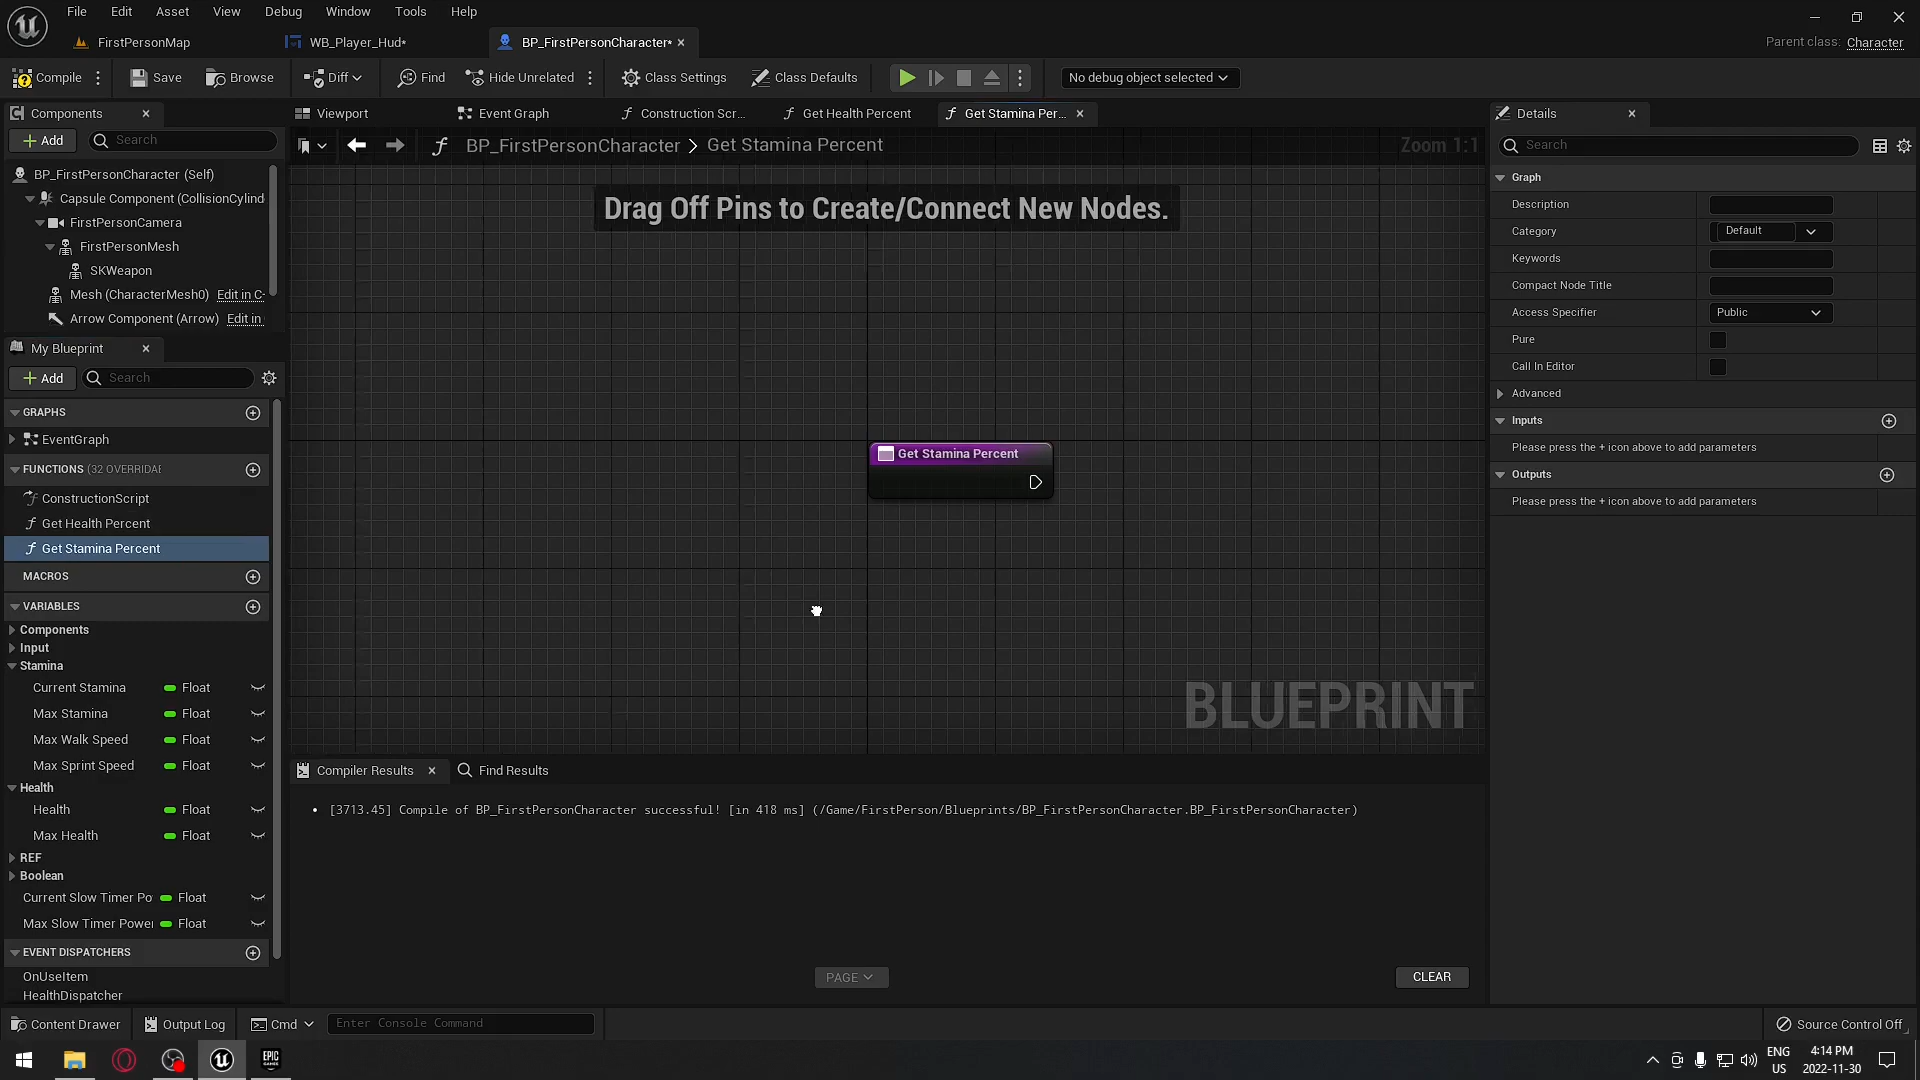 File Edit Asset View Debug Window Tools Help
FirstPersonMap WB_Player_Hud* BP_FirstPersonCharacter*
Parent class: Character
Compile Save Browse Diff Find Hide Unrelated Class Settings Class Defaults No debug object selected
Components
Add Search
BP_FirstPersonCharacter (Self)
Capsule Component (CollisionCylind
FirstPersonCamera
FirstPersonMesh
SKWeapon
Mesh (CharacterMesh0) Edit in C-
Arrow Component (Arrow) Edit in
My Blueprint
Add Search
GRAPHS
EventGraph
FUNCTIONS (32 OVERRIDAE
ConstructionScript
Get Health Percent
Get Stamina Percent
MACROS
VARIABLES
Components
Input
Stamina
Current Stamina Float
Max Stamina Float
Max Walk Speed Float
Max Sprint Speed Float
Health
Health Float
Max Health Float
REF
Boolean
Current Slow Timer Po Float
Max Slow Timer Power Float
EVENT DISPATCHERS
OnUseItem
HealthDispatcher
Viewport Event Graph Construction Scr... Get Health Percent Get Stamina Per...
BP_FirstPersonCharacter > Get Stamina Percent
Zoom 1:1
Drag Off Pins to Create/Connect New Nodes.
Get Stamina Percent
BLUEPRINT
Compiler Results Find Results
• [3713.45] Compile of BP_FirstPersonCharacter successful! [in 418 ms] (/Game/FirstPerson/Blueprints/BP_FirstPersonCharacter.BP_FirstPersonCharacter)
PAGE CLEAR
Details
Search
Graph
Description
Category Default
Keywords
Compact Node Title
Access Specifier Public
Pure
Call In Editor
Advanced
Inputs
Please press the + icon above to add parameters
Outputs
Please press the + icon above to add parameters
Content Drawer Output Log Cmd Enter Console Command Source Control Off
EPIC GAMES
ENG US
4:14 PM
2022-11-30